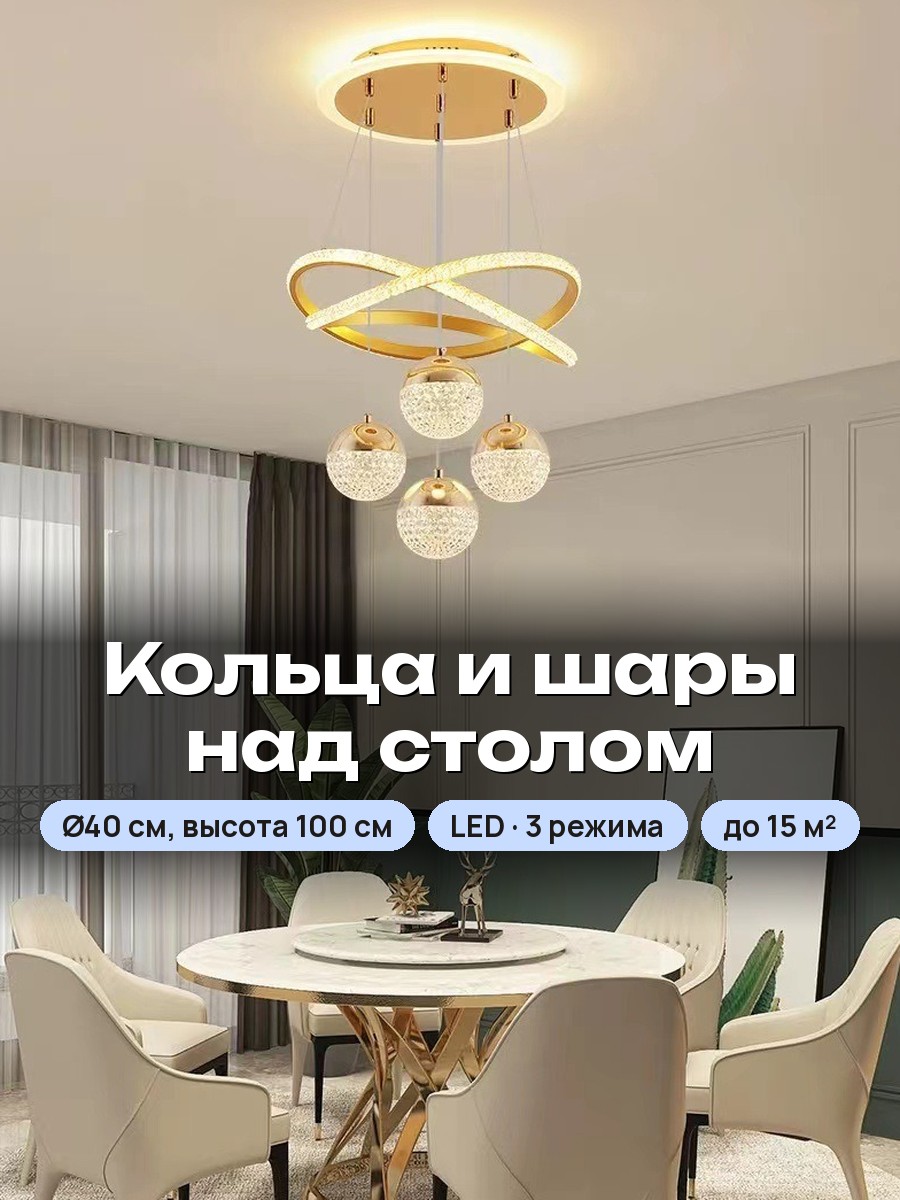 Кольца и шары
над столом
Ø40 см, высота 100 см
LED · 3 режима
до 15 м²